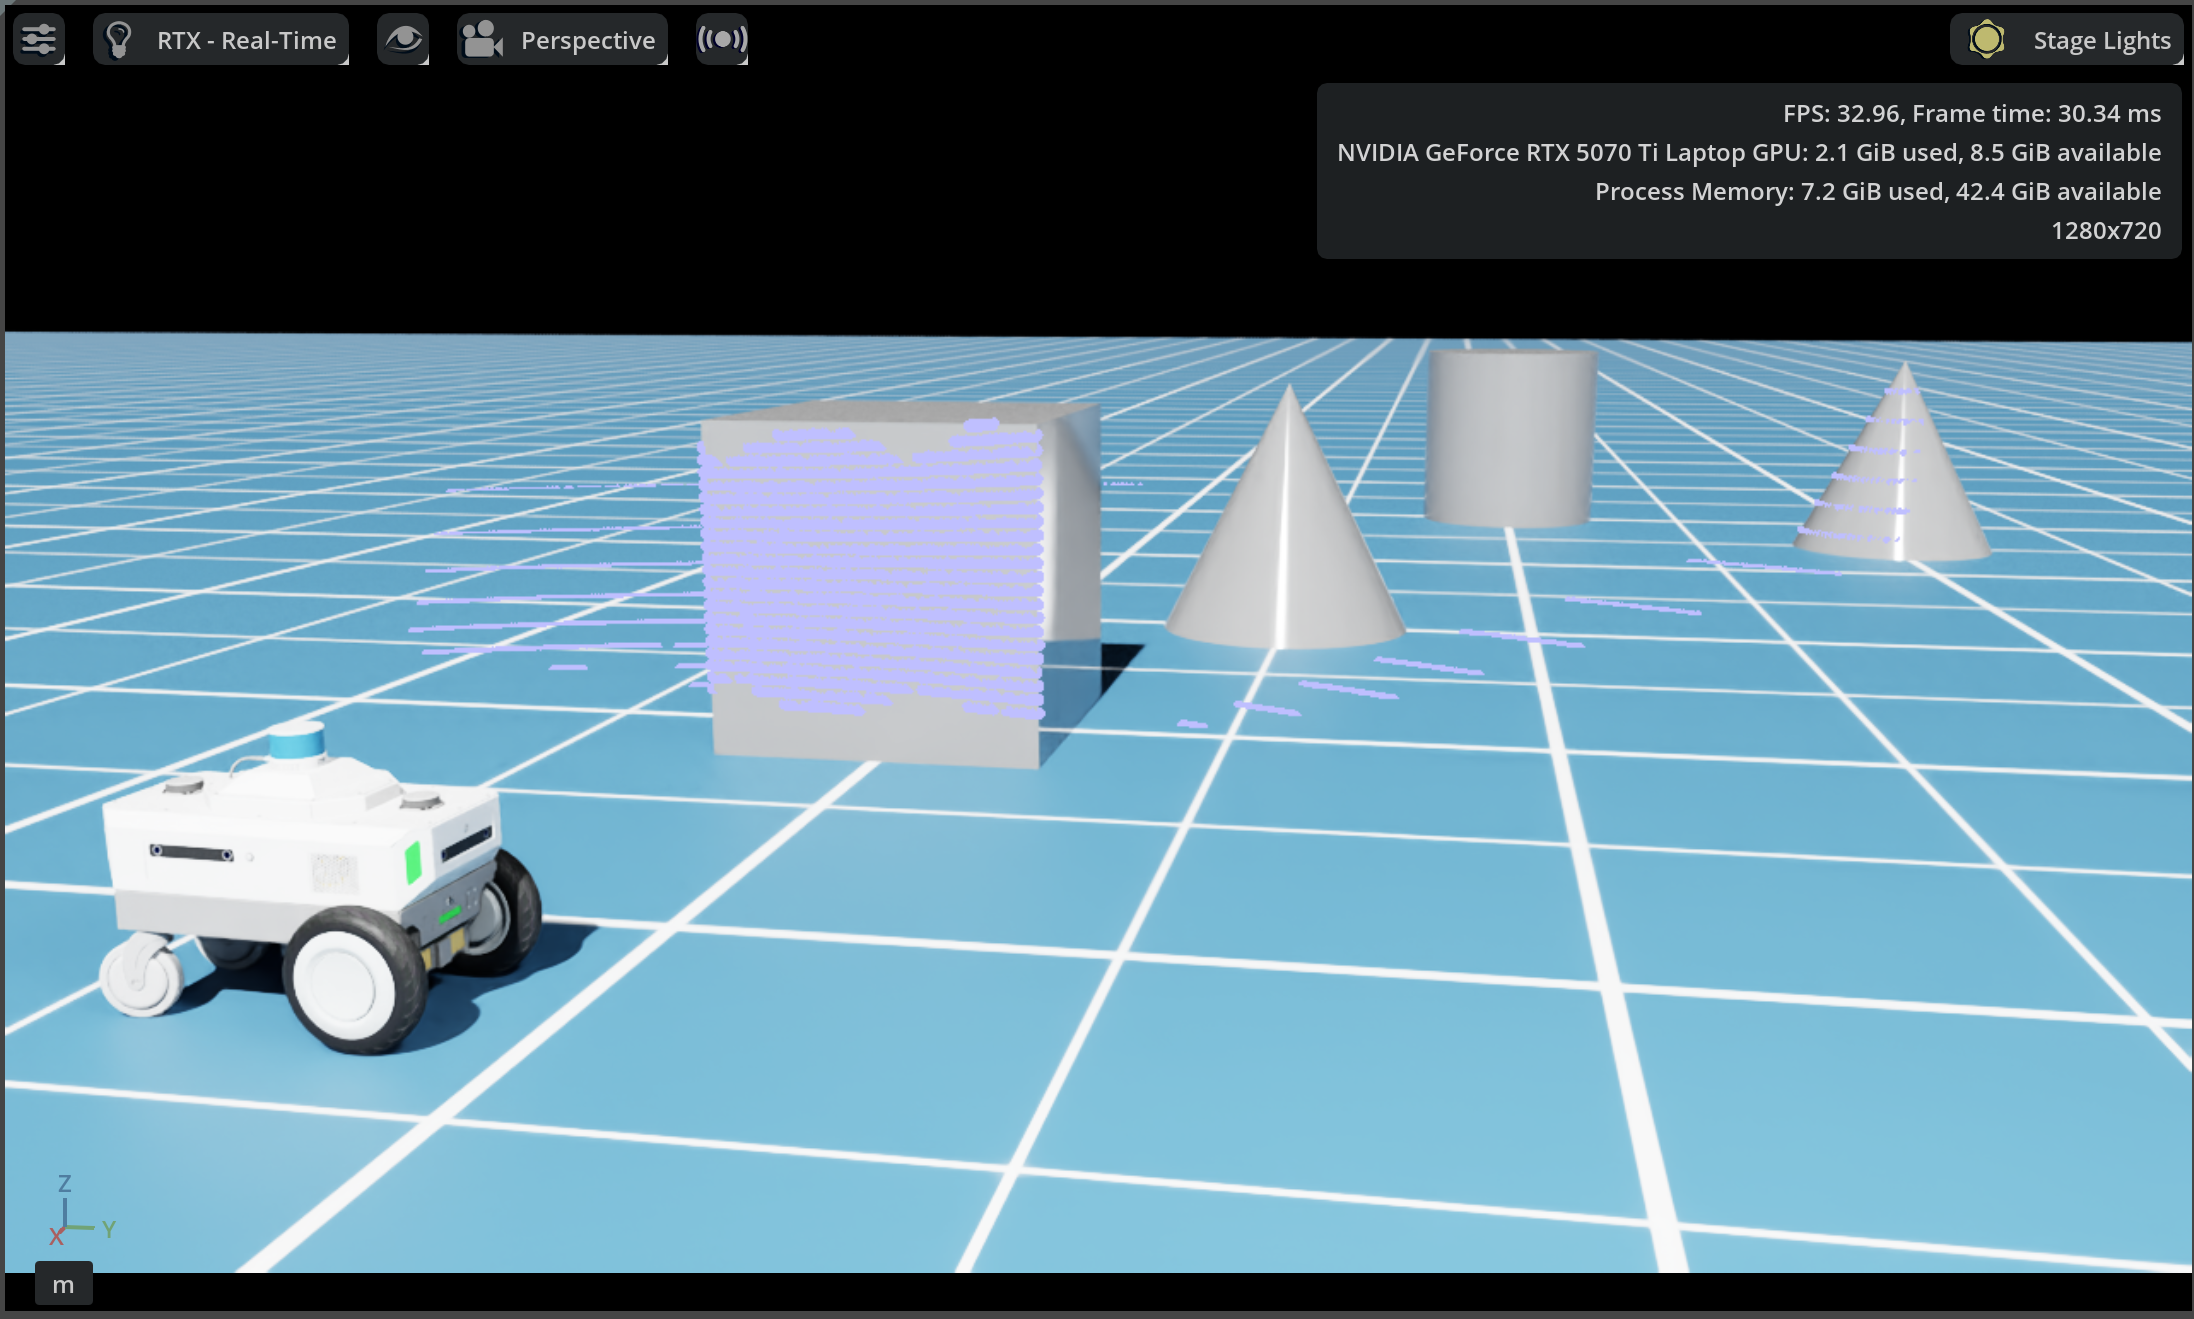 RTX - Real-Time
Perspective
Stage Lights
FPS: 32.96, Frame time: 30.34 ms
NVIDIA GeForce RTX 5070 Ti Laptop GPU: 2.1 GiB used, 8.5 GiB available
Process Memory: 7.2 GiB used, 42.4 GiB available
1280x720
Z
X
Y
m